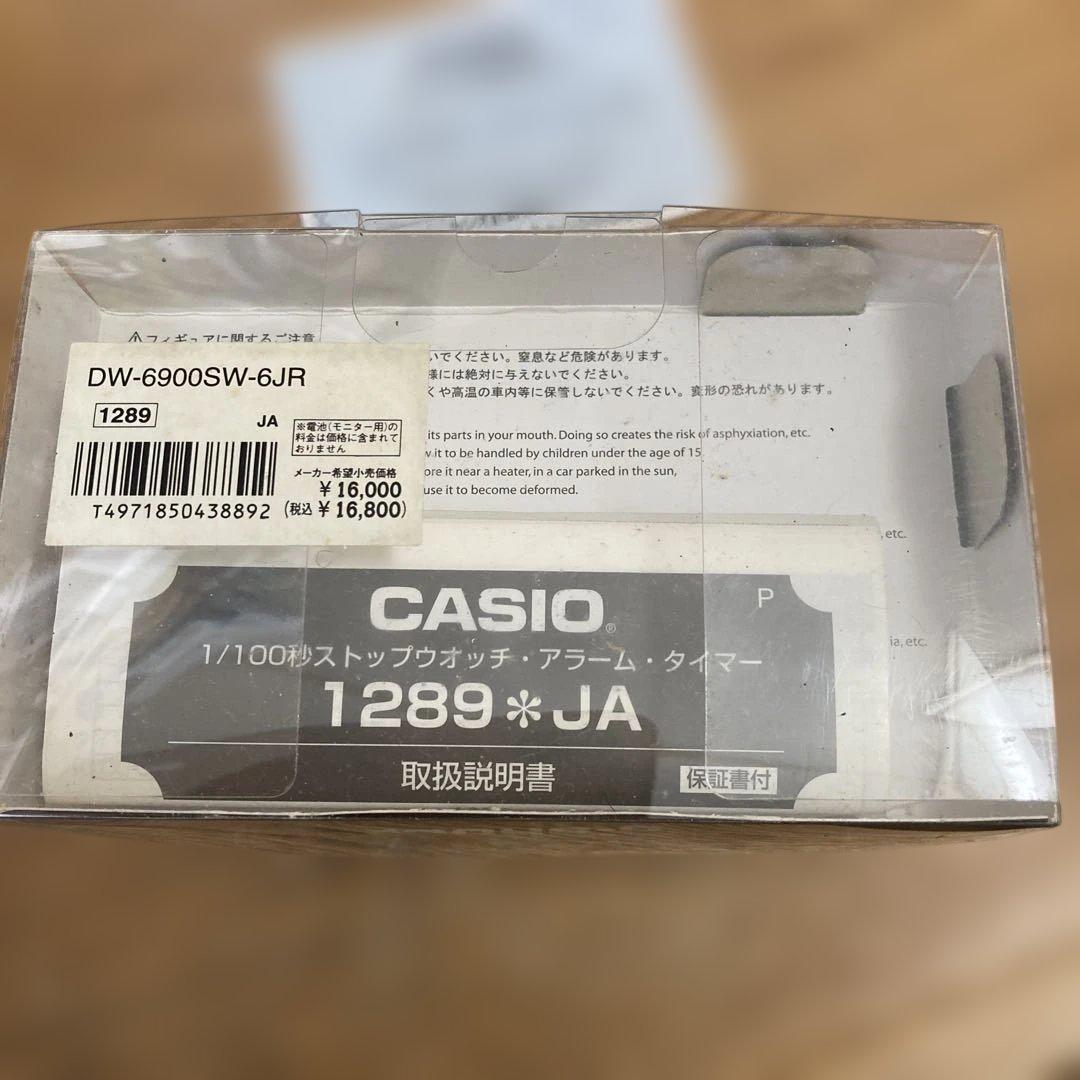 ⚠フィギュアに関するご注意
いでください。窒息など危険があります。
様には絶対に与えないでください。
くや高温の車内等に保管しないでください。変形の恐れがあります。
its parts in your mouth. Doing so creates the risk of asphyxiation, etc.
it to be handled by children under the age of 15
ore it near a heater, in a car parked in the sun,
use it to become deformed.
, etc.
ia, etc.
DW-6900SW-6JR
1289
JA
※電池(モニター用)の
料金は価格に含まれて
おりません
メーカー希望小売価格
¥16,000
(税込 ¥16,800)
T4971850438892
CASIO®
P
1/100秒ストップウオッチ・アラーム・タイマー
1289＊JA
取扱説明書
保証書付